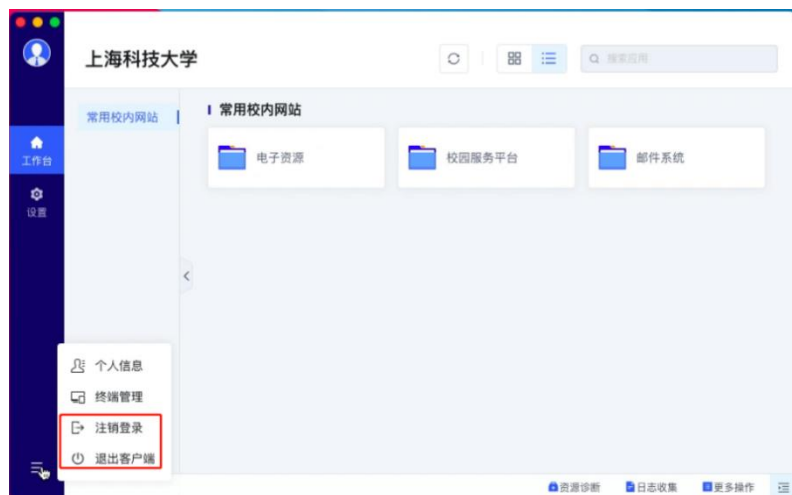 上海科技大学
搜索应用
常用校内网站
常用校内网站
电子资源
校园服务平台
邮件系统
工作台
设置
个人信息
终端管理
注销登录
退出客户端
资源诊断
日志收集
更多操作